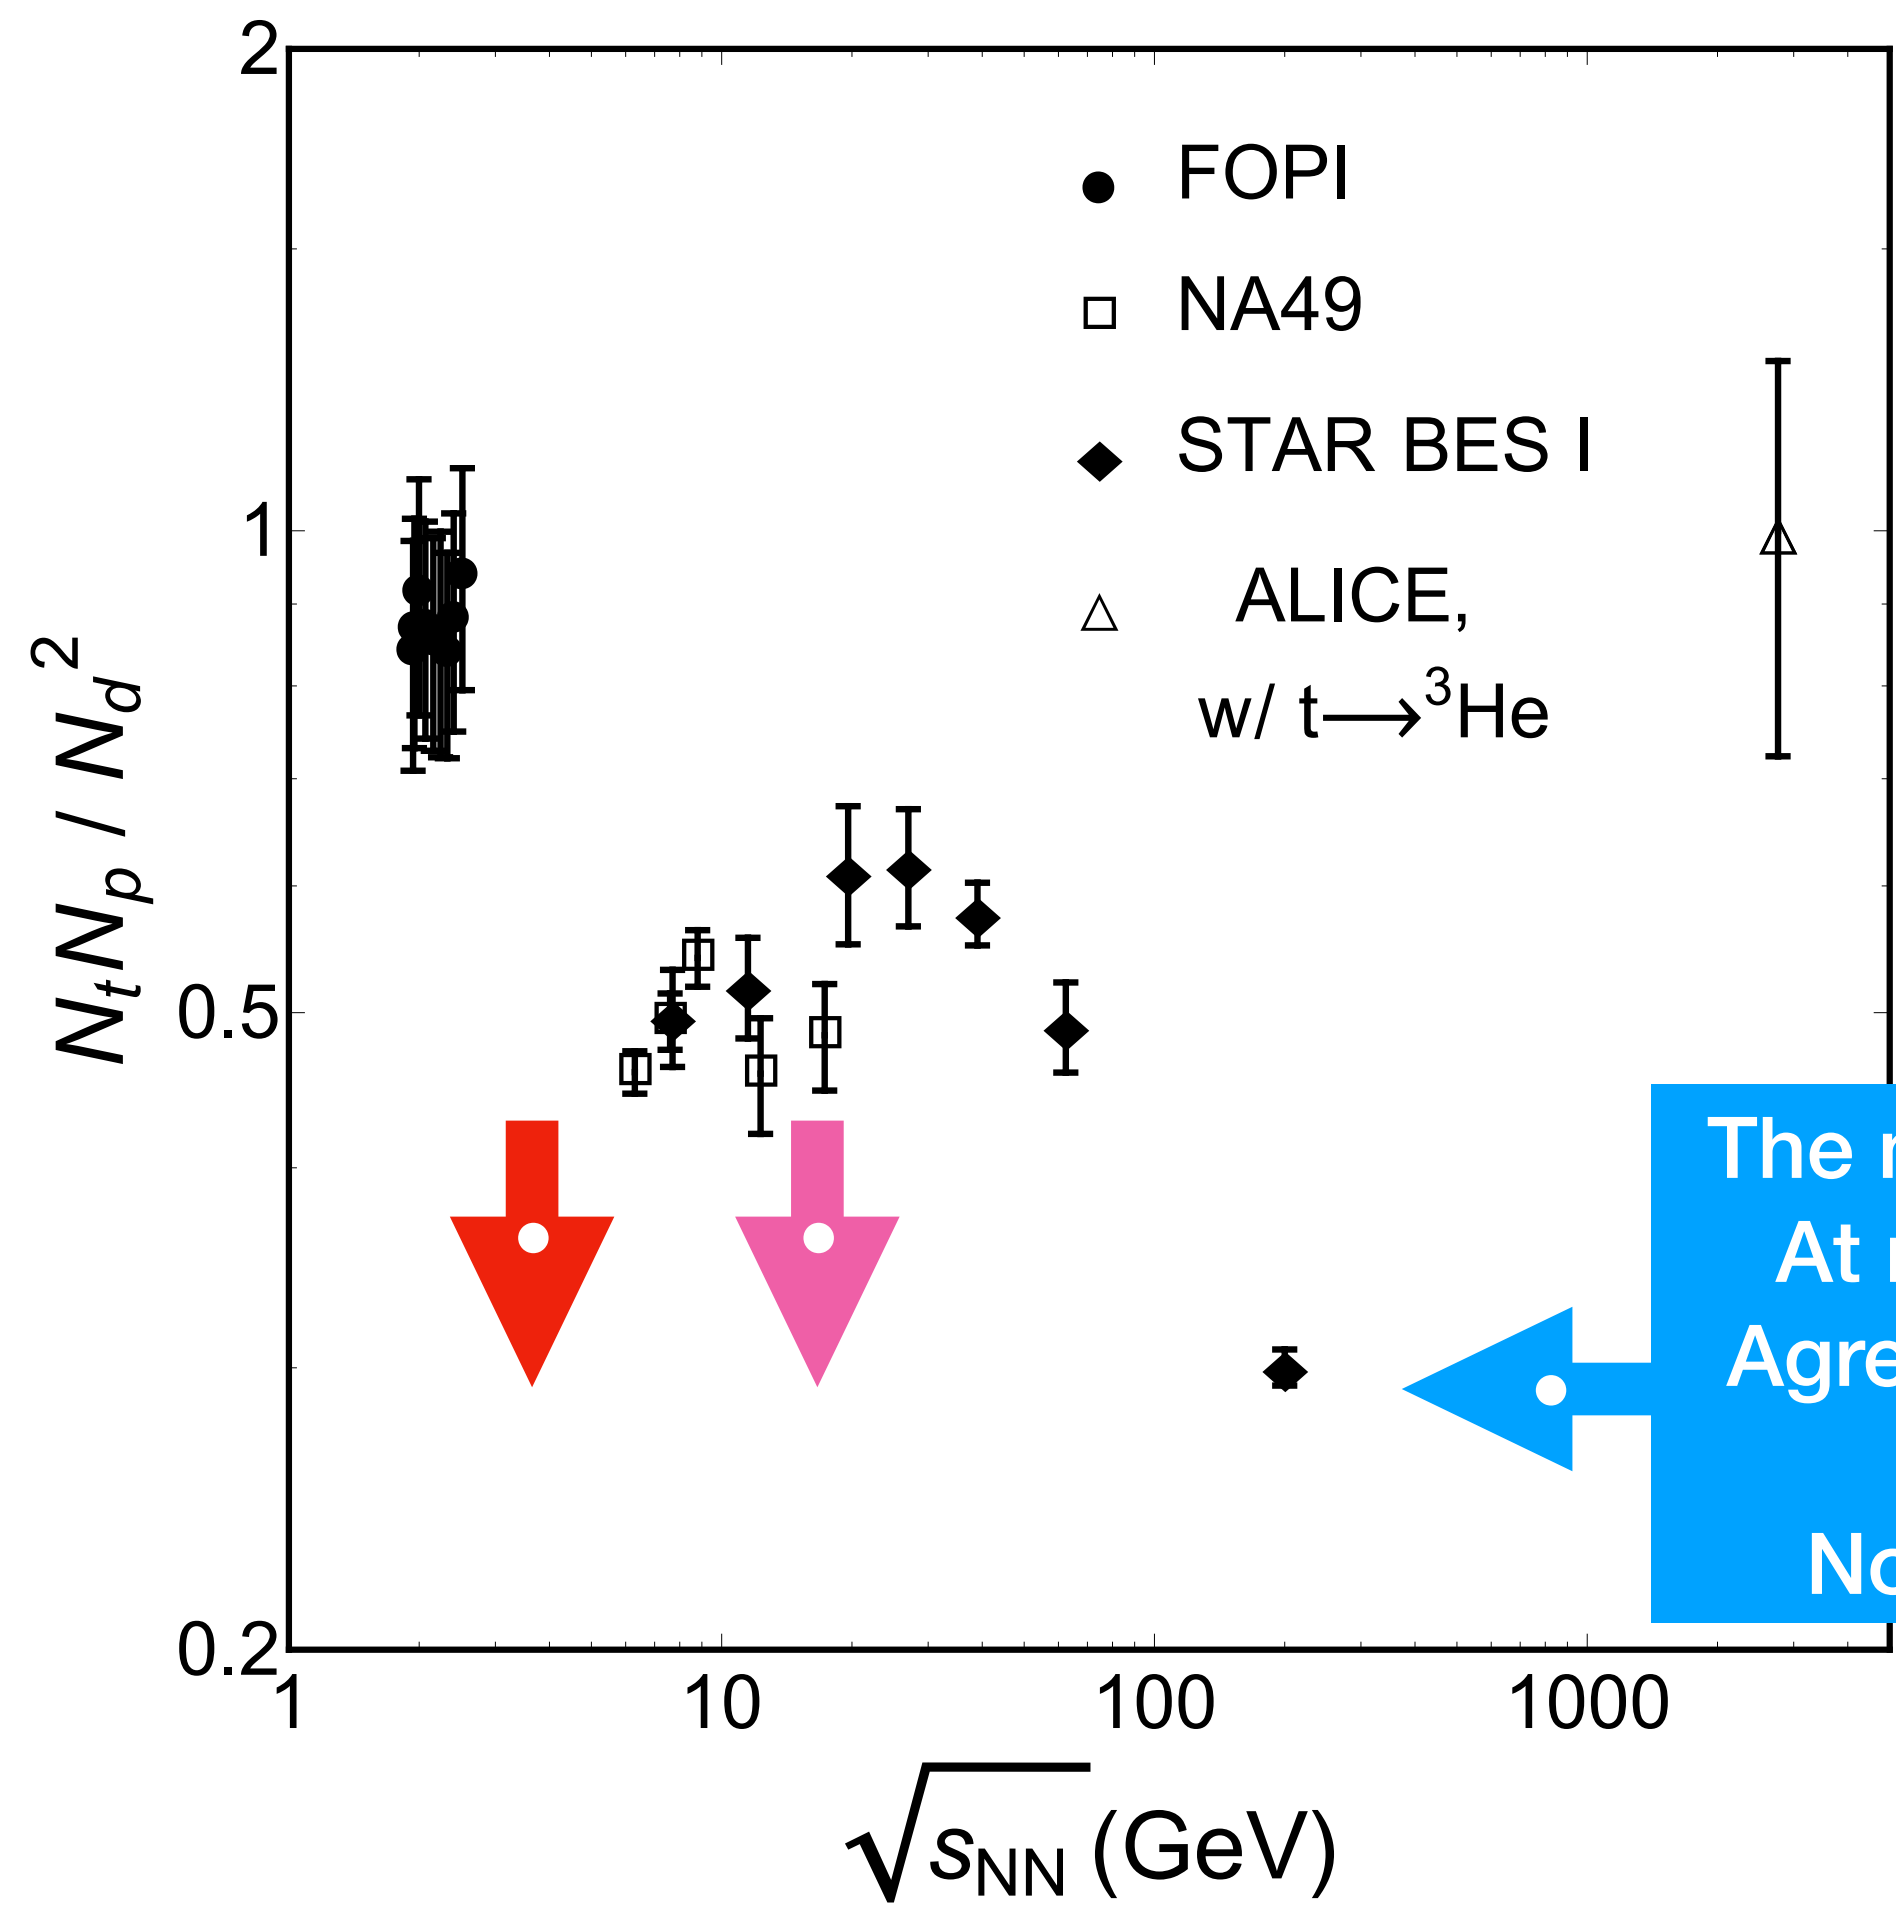 2
1
0.5
0.2
N_t N_p / N_d^2
FOPI
NA49
STAR BES I
ALICE,
w/ t⟶³He
The
At
No
1 10 100 1000
√s_NN (GeV)